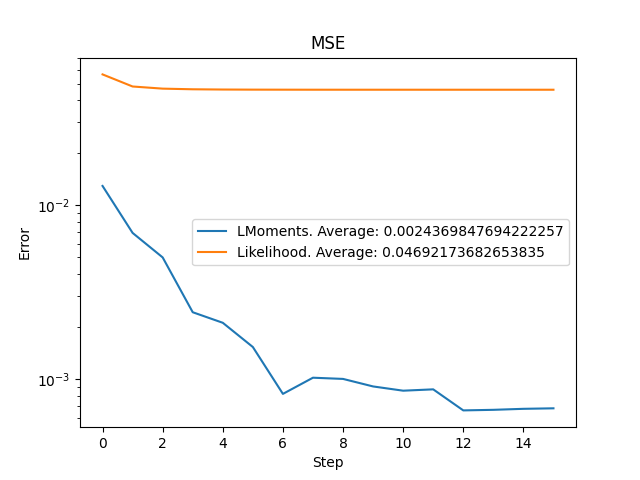 MSE
Error
10⁻²
10⁻³
LMoments. Average: 0.0024369847694222257
Likelihood. Average: 0.04692173682653835
0 2 4 6 8 10 12 14
Step